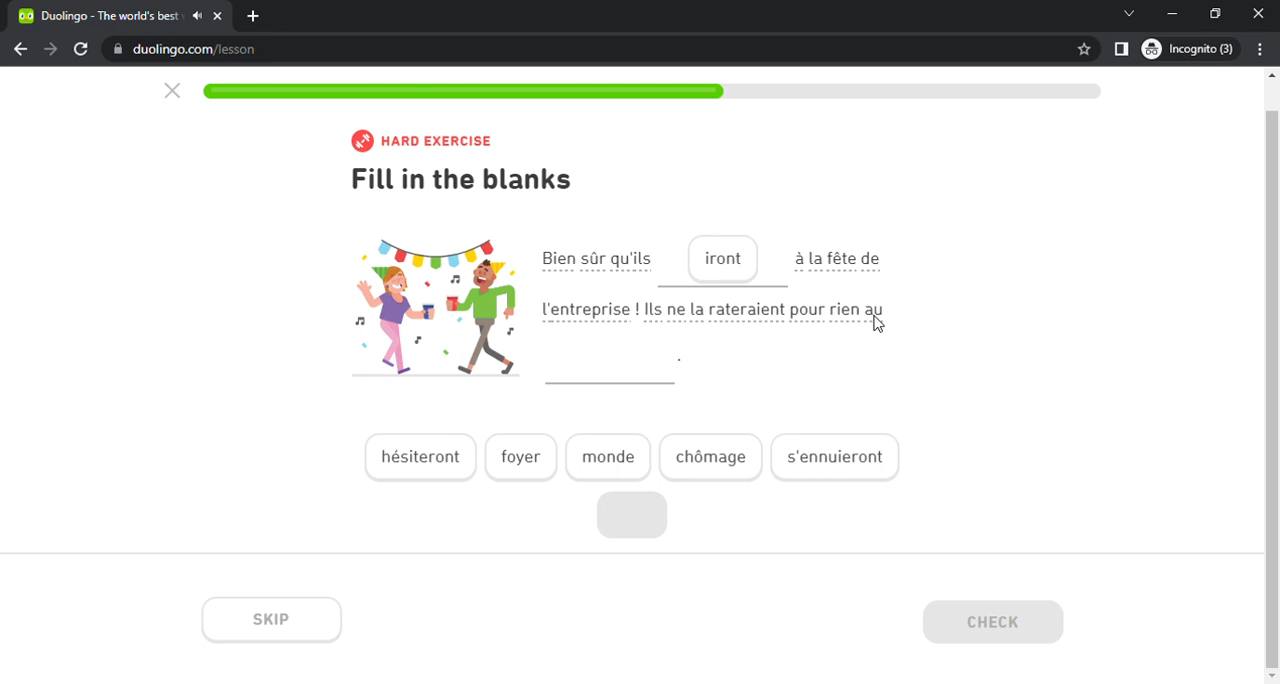 Duolingo - The world's best
duolingo.com/lesson
Incognito (3)
HARD EXERCISE
Fill in the blanks
Bien sûr qu'ils iront à la fête de
l'entreprise ! Ils ne la rateraient pour rien au
.
hésiteront foyer monde chômage s'ennuieront
SKIP CHECK